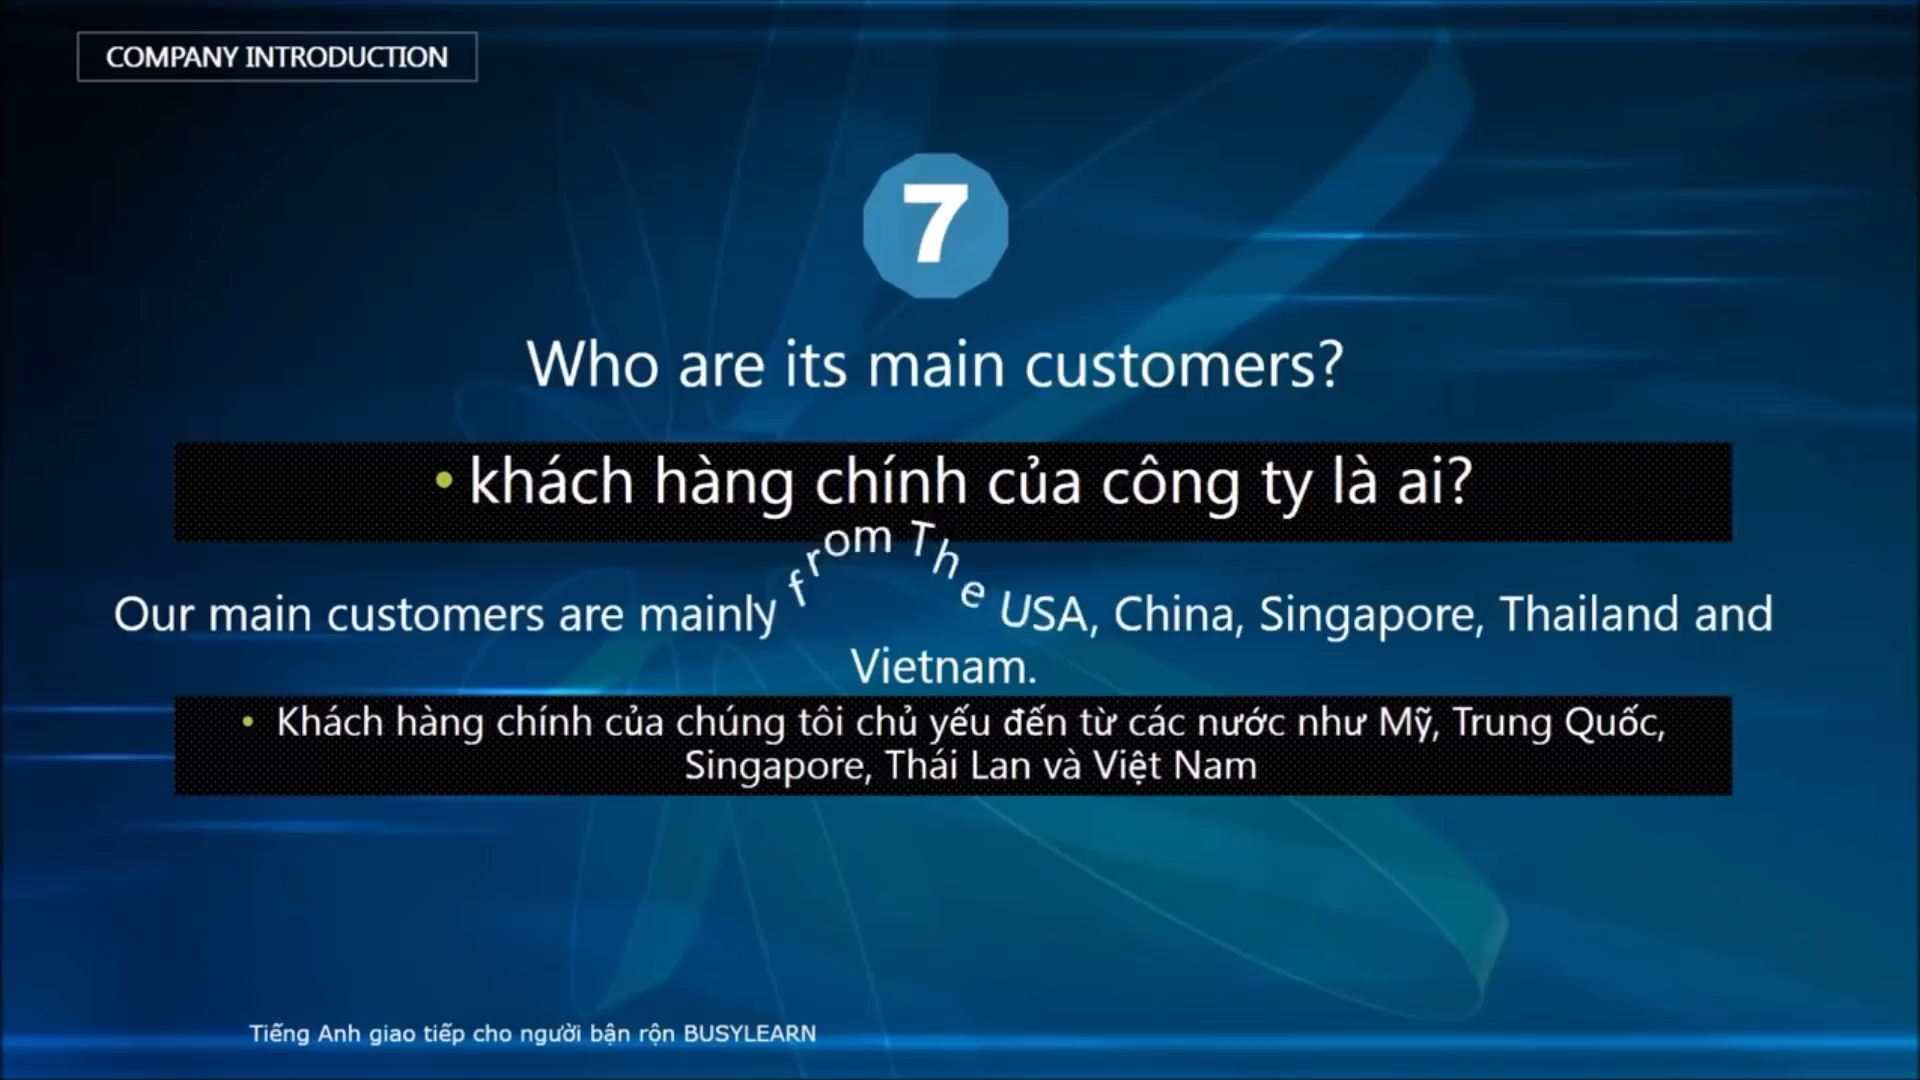 COMPANY INTRODUCTION
7
Who are its main customers?
• khách hàng chính của công ty là ai?
Our main customers are mainly from The USA, China, Singapore, Thailand and
Vietnam.
• Khách hàng chính của chúng tôi chủ yếu đến từ các nước như Mỹ, Trung Quốc,
Singapore, Thái Lan và Việt Nam
Tiếng Anh giao tiếp cho người bận rộn BUSYLEARN